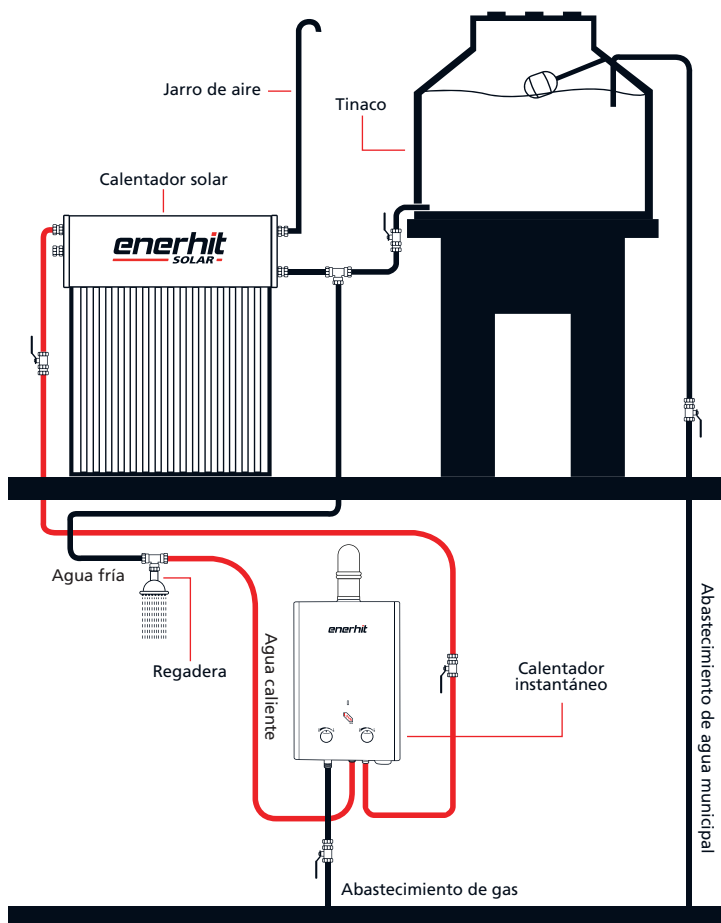 Jarro de aire
Tinaco
Calentador solar
enerhit
SOLAR
Agua fría
Regadera
Agua caliente
enerhit
Calentador
instantáneo
Abastecimiento de gas
Abastecimiento de agua municipal